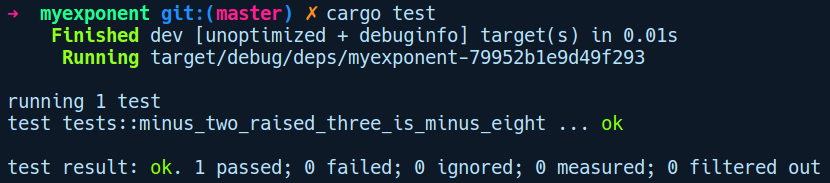 → myexponent git:(master) ✗ cargo test
Finished dev [unoptimized + debuginfo] target(s) in 0.01s
Running target/debug/deps/myexponent-79952b1e9d49f293
running 1 test
test tests::minus_two_raised_three_is_minus_eight ... ok
test result: ok. 1 passed; 0 failed; 0 ignored; 0 measured; 0 filtered out